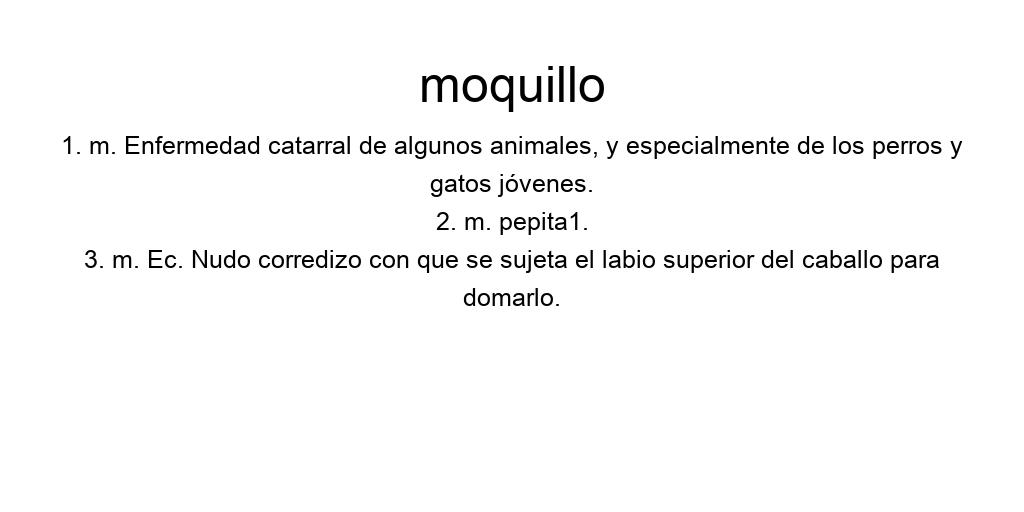 moquillo
1. m. Enfermedad catarral de algunos animales, y especialmente de los perros y
gatos jóvenes.
2. m. pepita1.
3. m. Ec. Nudo corredizo con que se sujeta el labio superior del caballo para
domarlo.